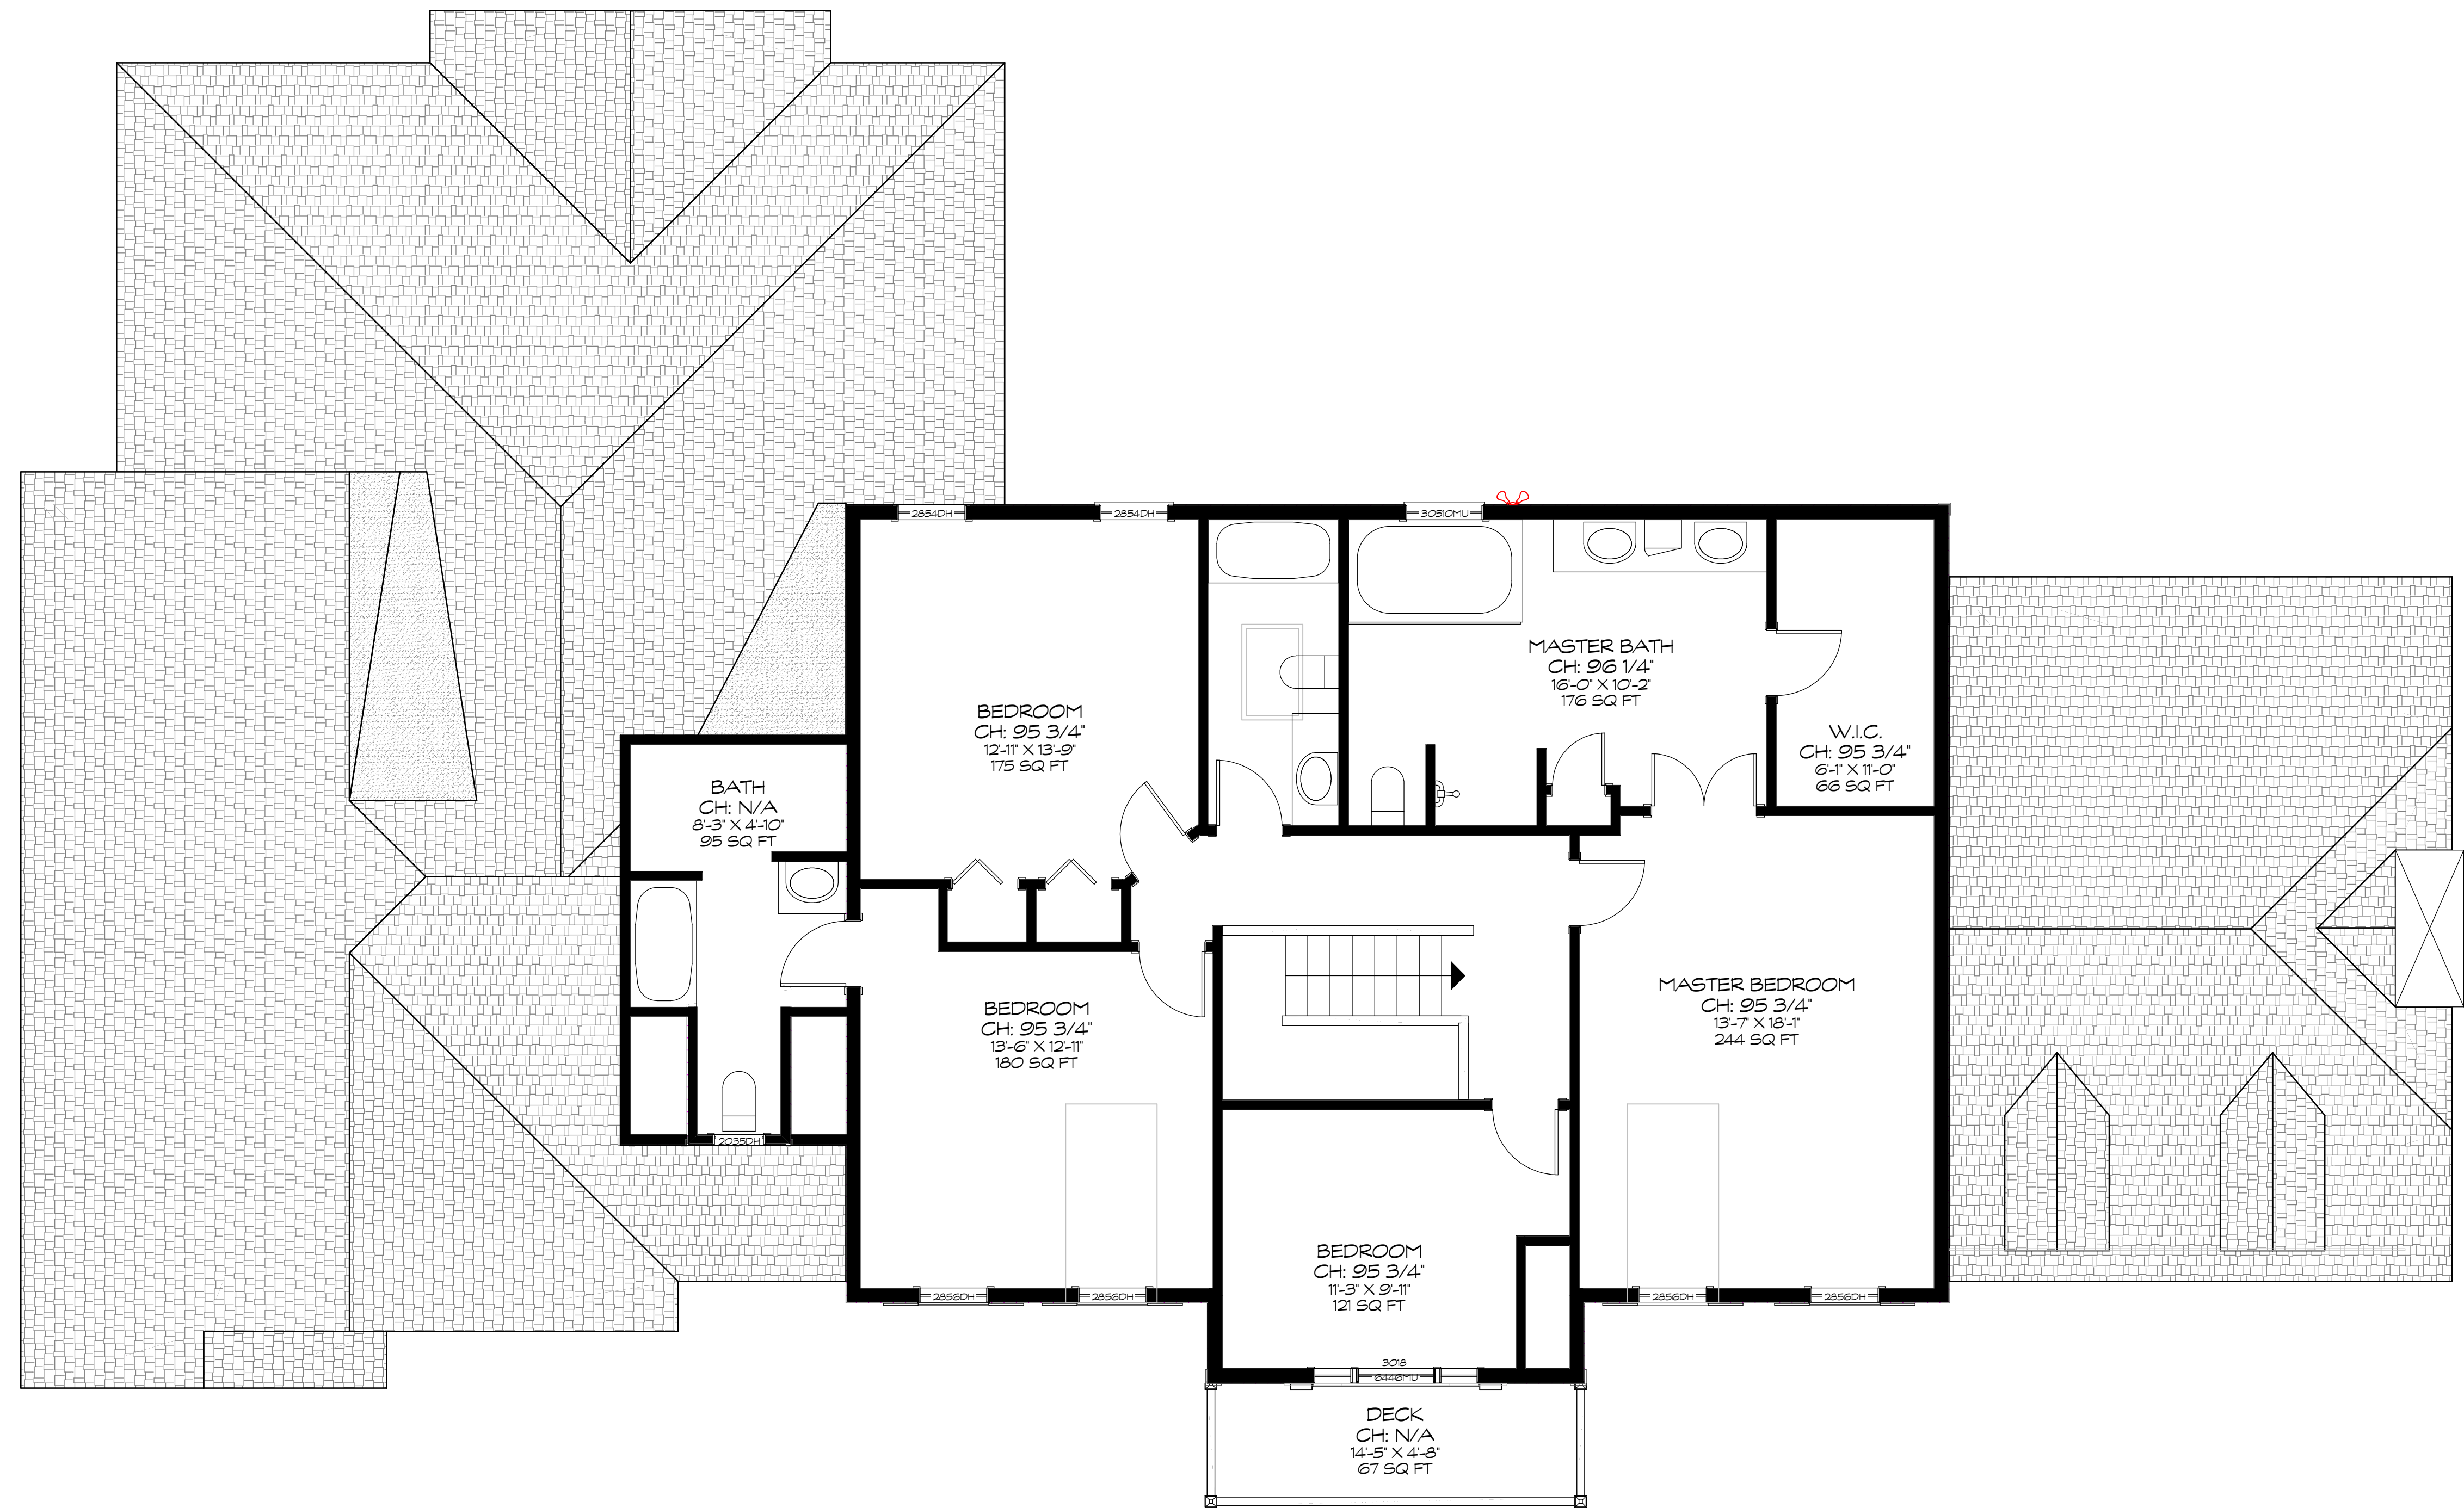 2854DH
2854DH
30510MU
MASTER BATH
CH: 96 1/4"
16'-0" X 10'-2"
176 SQ FT
BEDROOM
CH: 95 3/4"
12'-11" X 13'-9"
175 SQ FT
W.I.C.
CH: 95 3/4"
6'-1" X 11'-0"
66 SQ FT
BATH
CH: N/A
8'-3" X 4'-10"
95 SQ FT
MASTER BEDROOM
CH: 95 3/4"
13'-7" X 18'-1"
244 SQ FT
BEDROOM
CH: 95 3/4"
13'-6" X 12'-11"
180 SQ FT
2035DH
BEDROOM
CH: 95 3/4"
11'-3" X 9'-11"
121 SQ FT
2856DH
2856DH
2856DH
2856DH
3018
6446MU
DECK
CH: N/A
14'-5" X 4'-8"
67 SQ FT